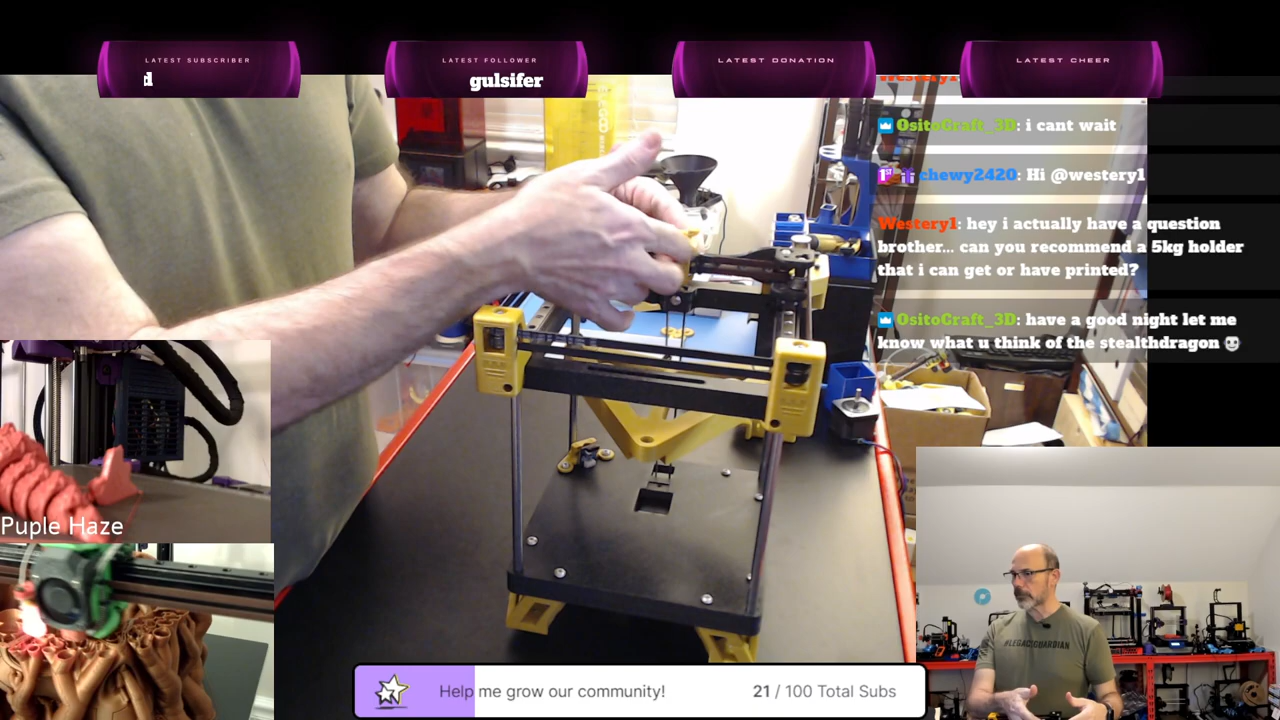 LATEST SUBSCRIBER
d
LATEST FOLLOWER
gulsifer
LATEST DONATION
LATEST CHEER
Westery1
OsitoCraft_3D: i cant wait
chewy2420: Hi @westery1
Westery1: hey i actually have a question
brother... can you recommend a 5kg holder
that i can get or have printed?
OsitoCraft_3D: have a good night let me
know what u think of the stealthdragon
Puple Haze
#LEGACYGUARDIAN
Help me grow our community!
21 / 100 Total Subs